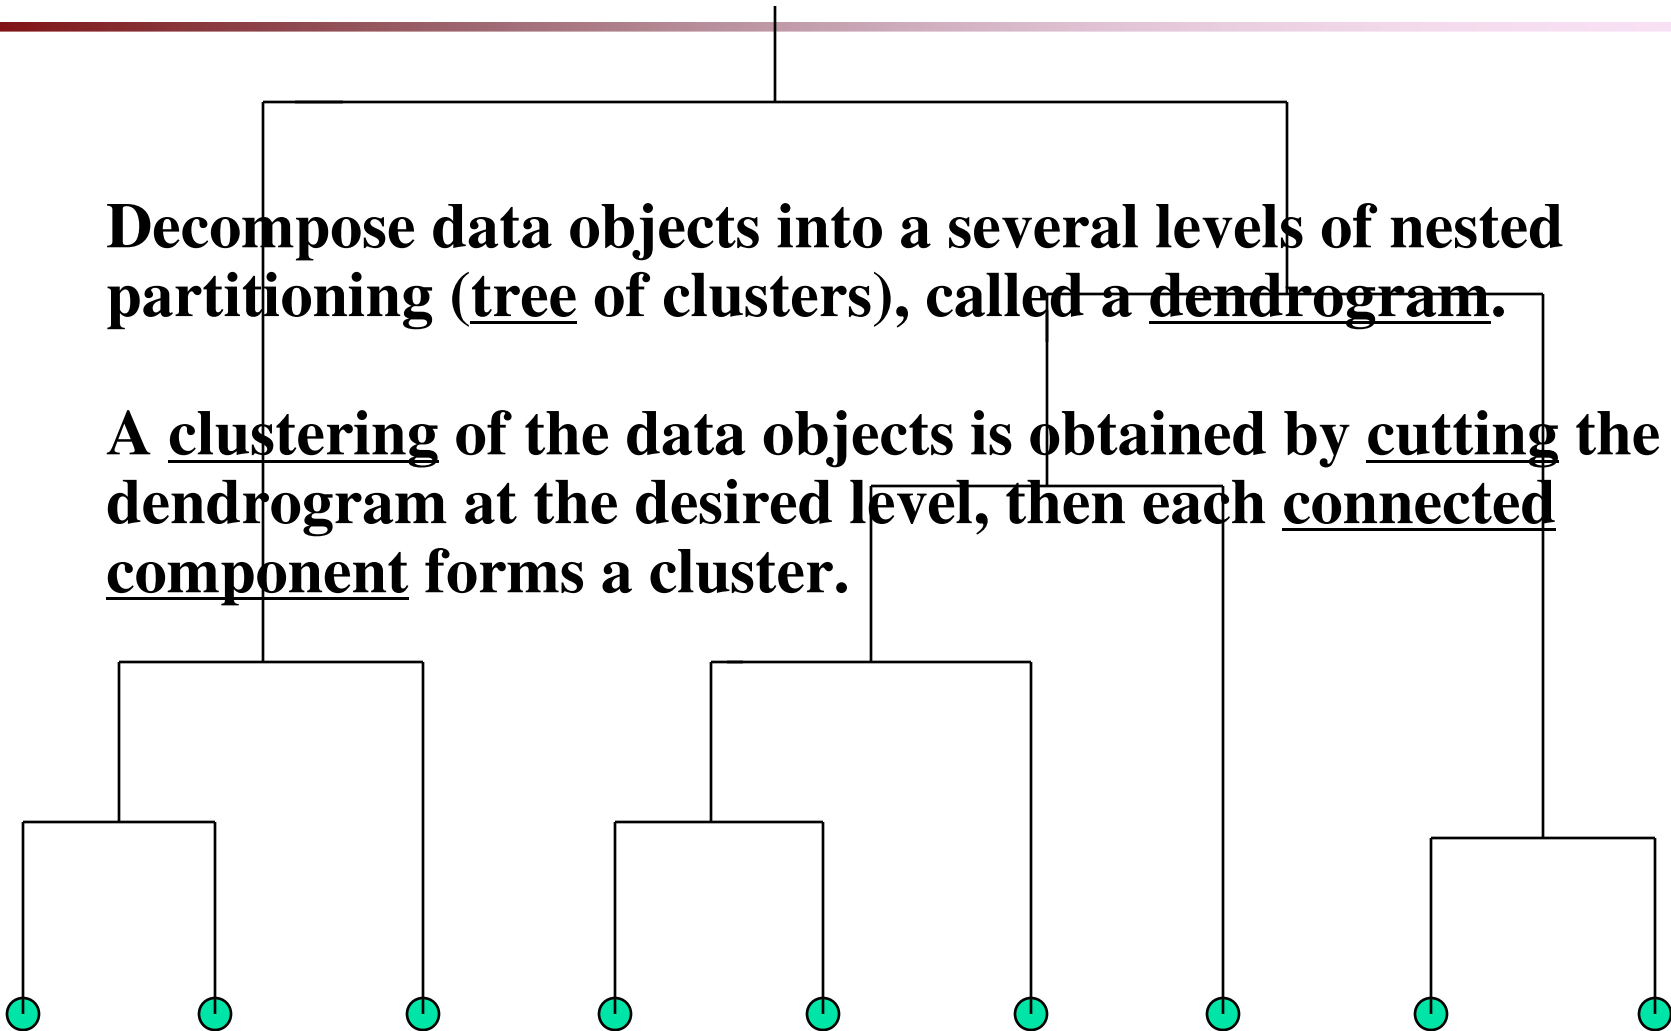 Decompose data objects into a several levels of nested
partitioning (tree of clusters), called a dendrogram.
A clustering of the data objects is obtained by cutting the
dendrogram at the desired level, then each connected
component forms a cluster.